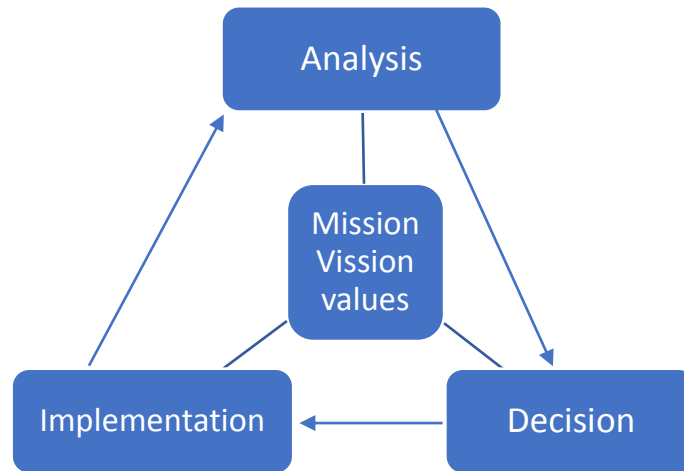 Analysis
Mission
Vission
values
Implementation
Decision